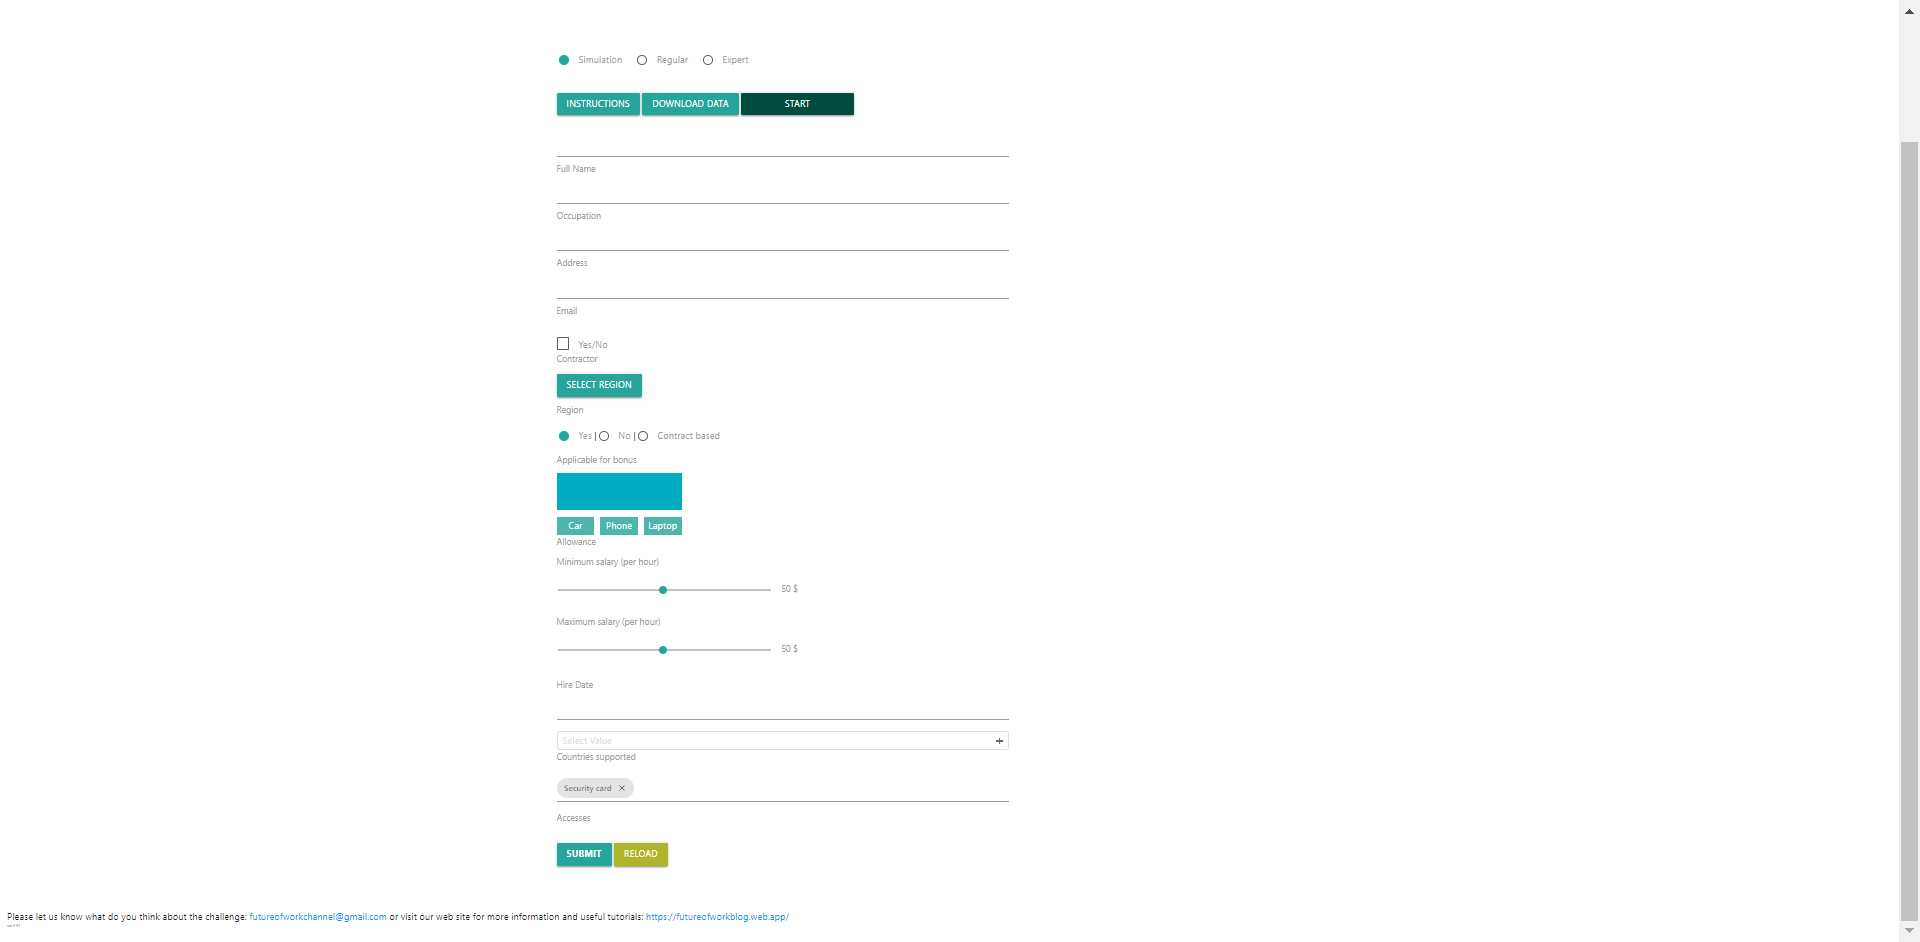 Simulation Regular Expert
INSTRUCTIONS DOWNLOAD DATA START
Full Name
Occupation
Address
Email
Yes/No
Contractor
SELECT REGION
Region
Yes | No | Contract based
Applicable for bonus
Car Phone Laptop
Allowance
Minimum salary (per hour)
50 $
Maximum salary (per hour)
50 $
Hire Date
Select Value
Countries supported
Security card
Accesses
SUBMIT RELOAD
Please let us know what do you think about the challenge: futureofworkchannel@gmail.com or visit our web site for more information and useful tutorials: https://futureofworkblog.web.app/